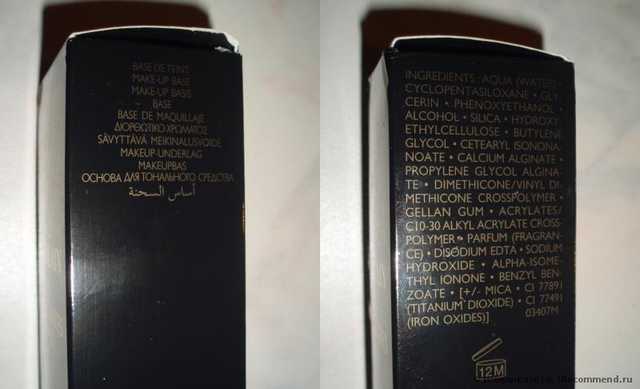 BASE DE TEINT
MAKE-UP BASE
MAKE-UP BASIS
BASE
BASE DE MAQUILLAJE
ΔΙΟΡΘΩΤΙΚΟ ΧΡΩΜΑΤΟΣ
SÄVYTTÄVÄ MEIKINALUSVOIDE
MAKEUP-UNDERLAG
MAKEUPBAS
ОСНОВА ДЛЯ ТОНАЛЬНОГО СРЕДСТВА
أساس السحنة
INGREDIENTS : AQUA (WATER) •
CYCLOPENTASILOXANE • GLY-
CERIN • PHENOXYETHANOL •
ALCOHOL • SILICA • HYDROXY-
ETHYLCELLULOSE • BUTYLENE
GLYCOL • CETEARYL ISONONA-
NOATE • CALCIUM ALGINATE •
PROPYLENE GLYCOL ALGINA-
TE • DIMETHICONE/VINYL DI-
METHICONE CROSSPOLYMER •
GELLAN GUM • ACRYLATES/
C10-30 ALKYL ACRYLATE CROSS-
POLYMER • PARFUM (FRAGRAN-
CE) • DISODIUM EDTA • SODIUM
HYDROXIDE • ALPHA-ISOME-
THYL IONONE • BENZYL BEN-
ZOATE • [+/- MICA • CI 77891
(TITANIUM DIOXIDE) • CI 77491
(IRON OXIDES)] 03407M
12M